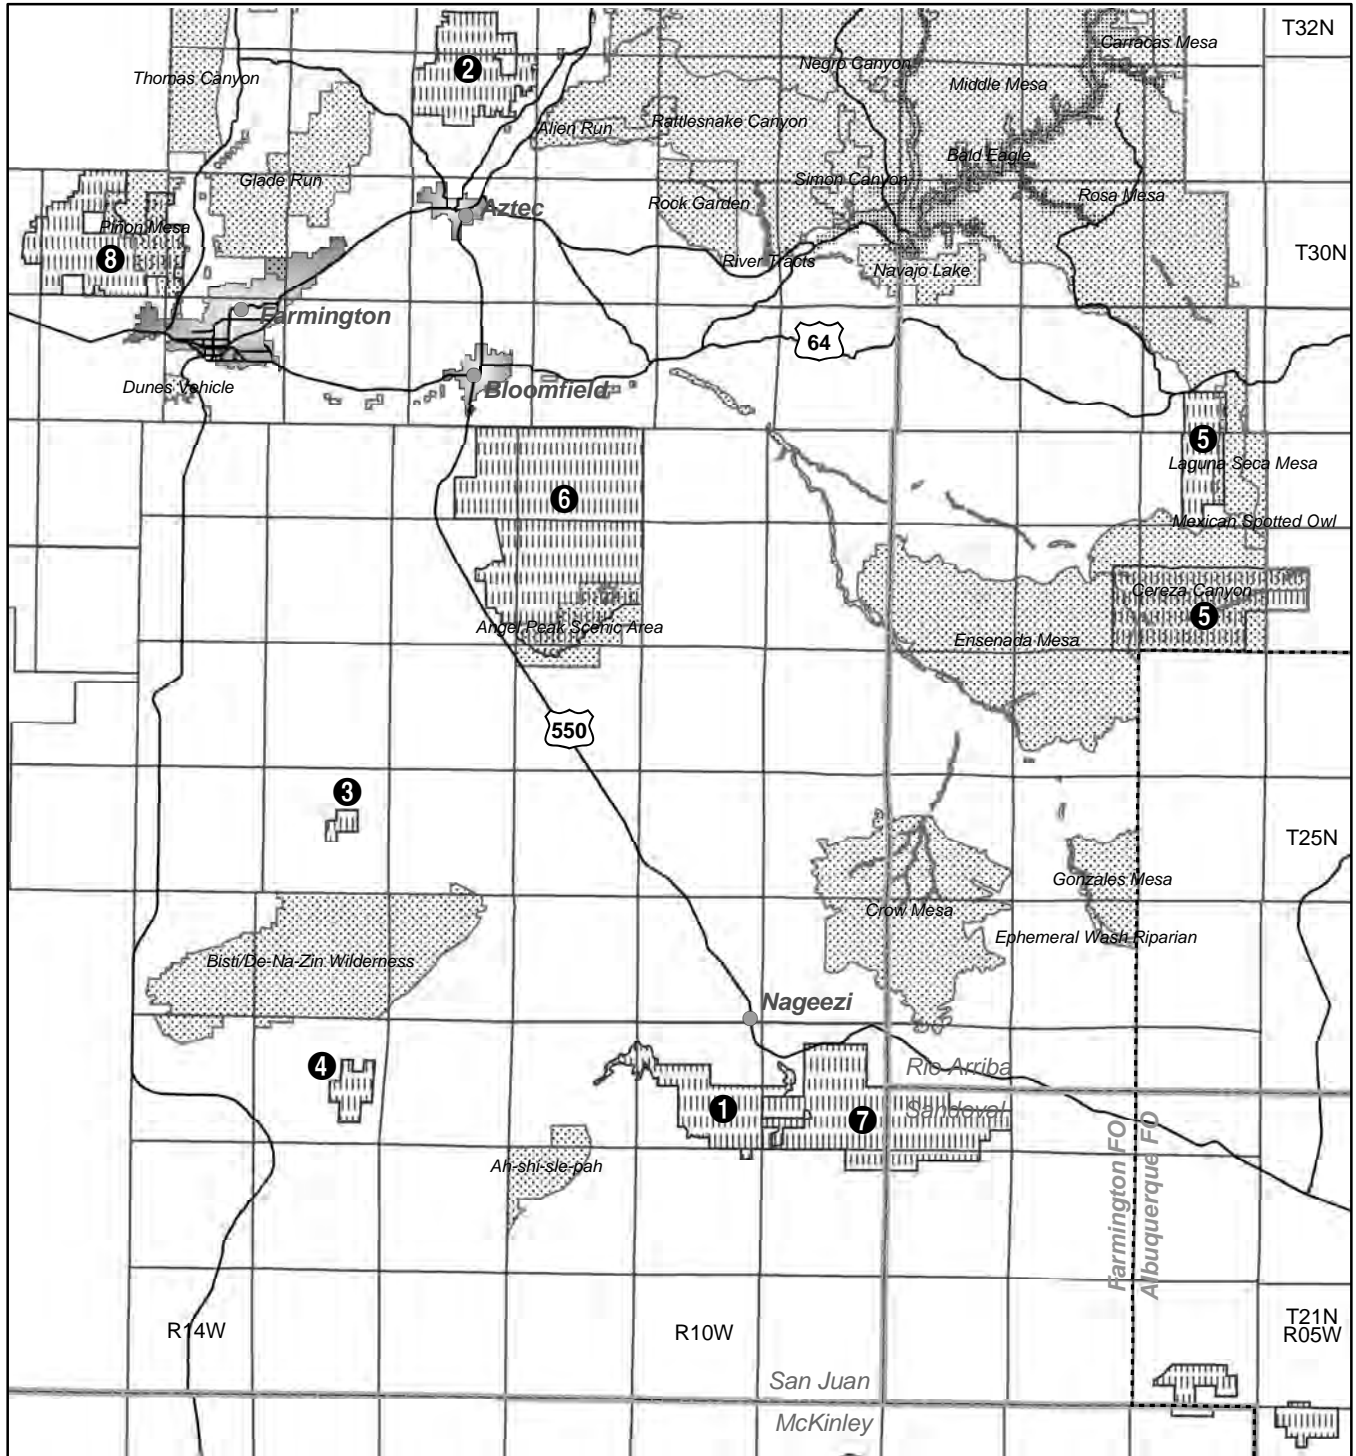 T32N
Carracas Mesa
2
Negro Canyon
Thomas Canyon
Middle Mesa
Alien Run
Rattlesnake Canyon
Bald Eagle
Glade Run
Simon Canyon
Rosa Mesa
Rock Garden
Aztec
Piñon Mesa
T30N
8
River Tracts
Navajo Lake
Farmington
64
Dunes Vehicle
Bloomfield
5
Laguna Seca Mesa
6
Mexican Spotted Owl
Cereza Canyon
5
Angel Peak Scenic Area
Ensenada Mesa
550
3
T25N
Gonzales Mesa
Crow Mesa
Ephemeral Wash Riparian
Bisti/De-Na-Zin Wilderness
Nageezi
4
Rio Arriba
1
7
Sandoval
Ah-shi-sle-pah
Farmington FO
Albuquerque FO
R14W
R10W
T21N
R05W
San Juan
McKinley